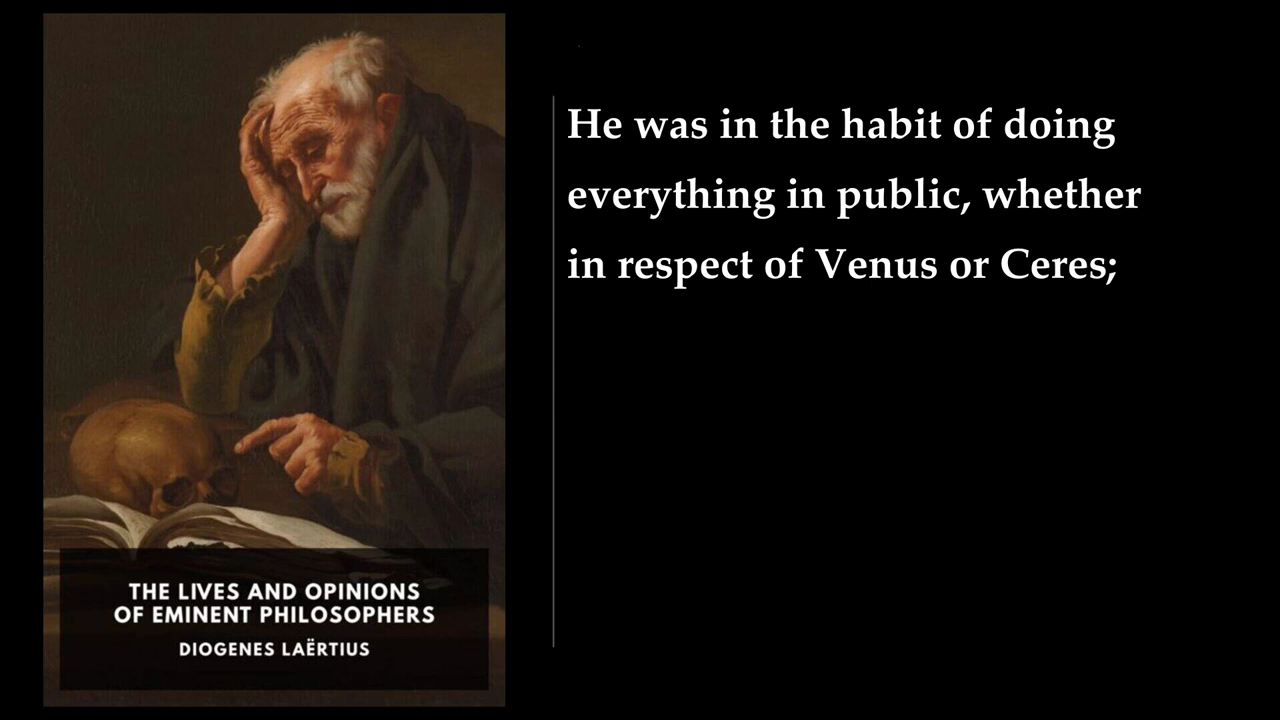 He was in the habit of doing
everything in public, whether
in respect of Venus or Ceres;
THE LIVES AND OPINIONS
OF EMINENT PHILOSOPHERS
DIOGENES LAËRTIUS